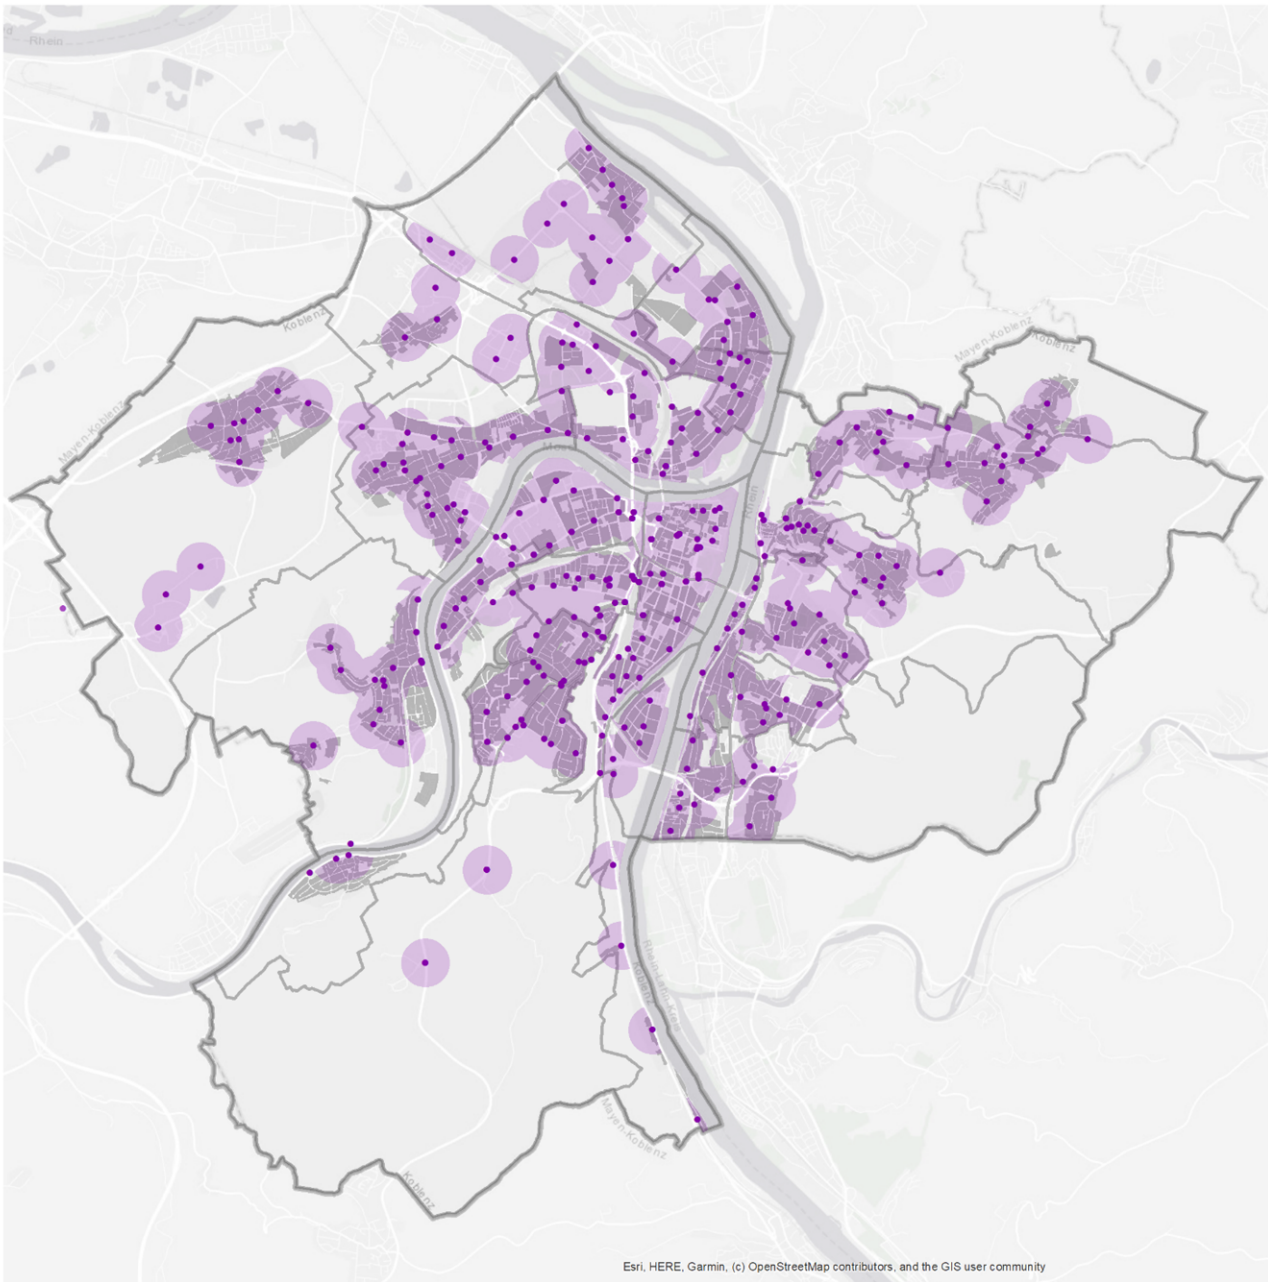 Rhein
Koblenz
Mayen-Koblenz
Mayen-Koblenz
Koblenz
Rhein
Rhein-Lahn-Kreis
Koblenz
Mayen-Koblenz
Koblenz
Esri, HERE, Garmin, (c) OpenStreetMap contributors, and the GIS user community